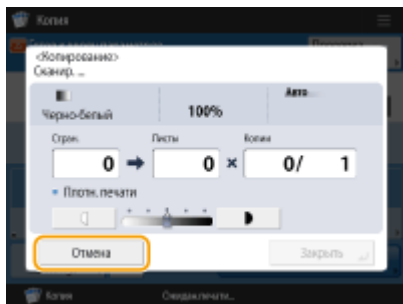 Копия
<Копирование>
Сканир. ...
Черно-белый
100%
Авто
Стран.
Листы
Копии
0
0
×
0/ 1
Плотн. печати
Отмена
Закрыть
Копия
Ожидан.печати...